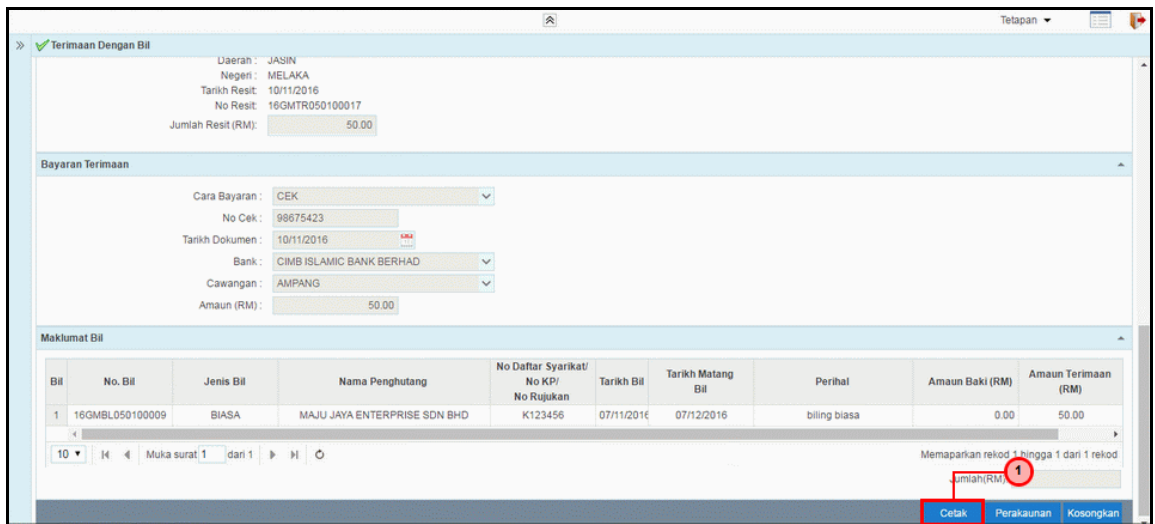 Tetapan
Terimaan Dengan Bil
Daerah : JASIN
Negeri : MELAKA
Tarikh Resit: 10/11/2016
No Resit: 16GMTR050100017
Jumlah Resit (RM): 50.00
Bayaran Terimaan
Cara Bayaran : CEK
No Cek : 98675423
Tarikh Dokumen : 10/11/2016
Bank : CIMB ISLAMIC BANK BERHAD
Cawangan : AMPANG
Amaun (RM) : 50.00
Maklumat Bil
Bil No. Bil Jenis Bil Nama Penghutang No Daftar Syarikat/ No KP/ No Rujukan Tarikh Bil Tarikh Matang Bil Perihal Amaun Baki (RM) Amaun Terimaan (RM)
1 16GMBL050100009 BIASA MAJU JAYA ENTERPRISE SDN BHD K123456 07/11/2016 07/12/2016 biling biasa 0.00 50.00
10 Muka surat 1 dari 1 Memaparkan rekod 1 hingga 1 dari 1 rekod
Jumlah(RM)
1
Cetak Perakaunan Kosongkan